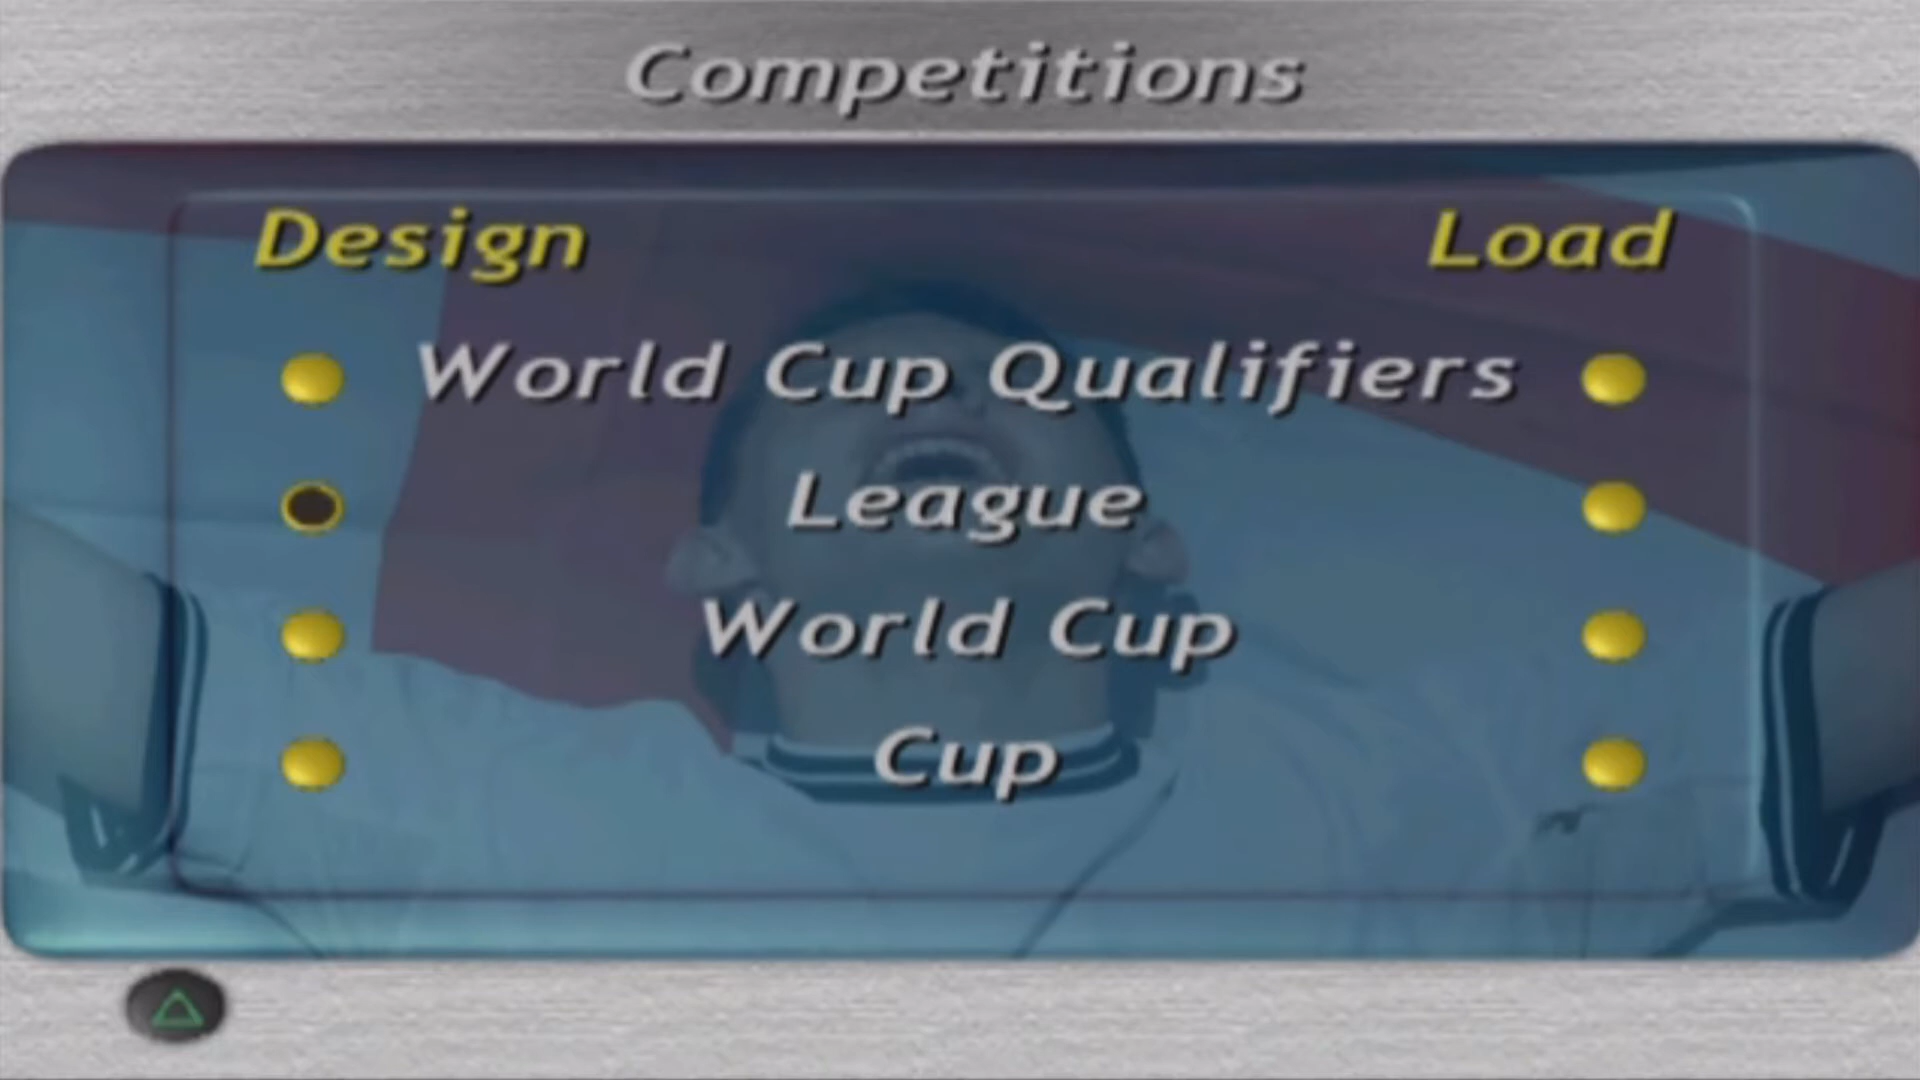 Competitions
Design Load
World Cup Qualifiers
League
World Cup
Cup